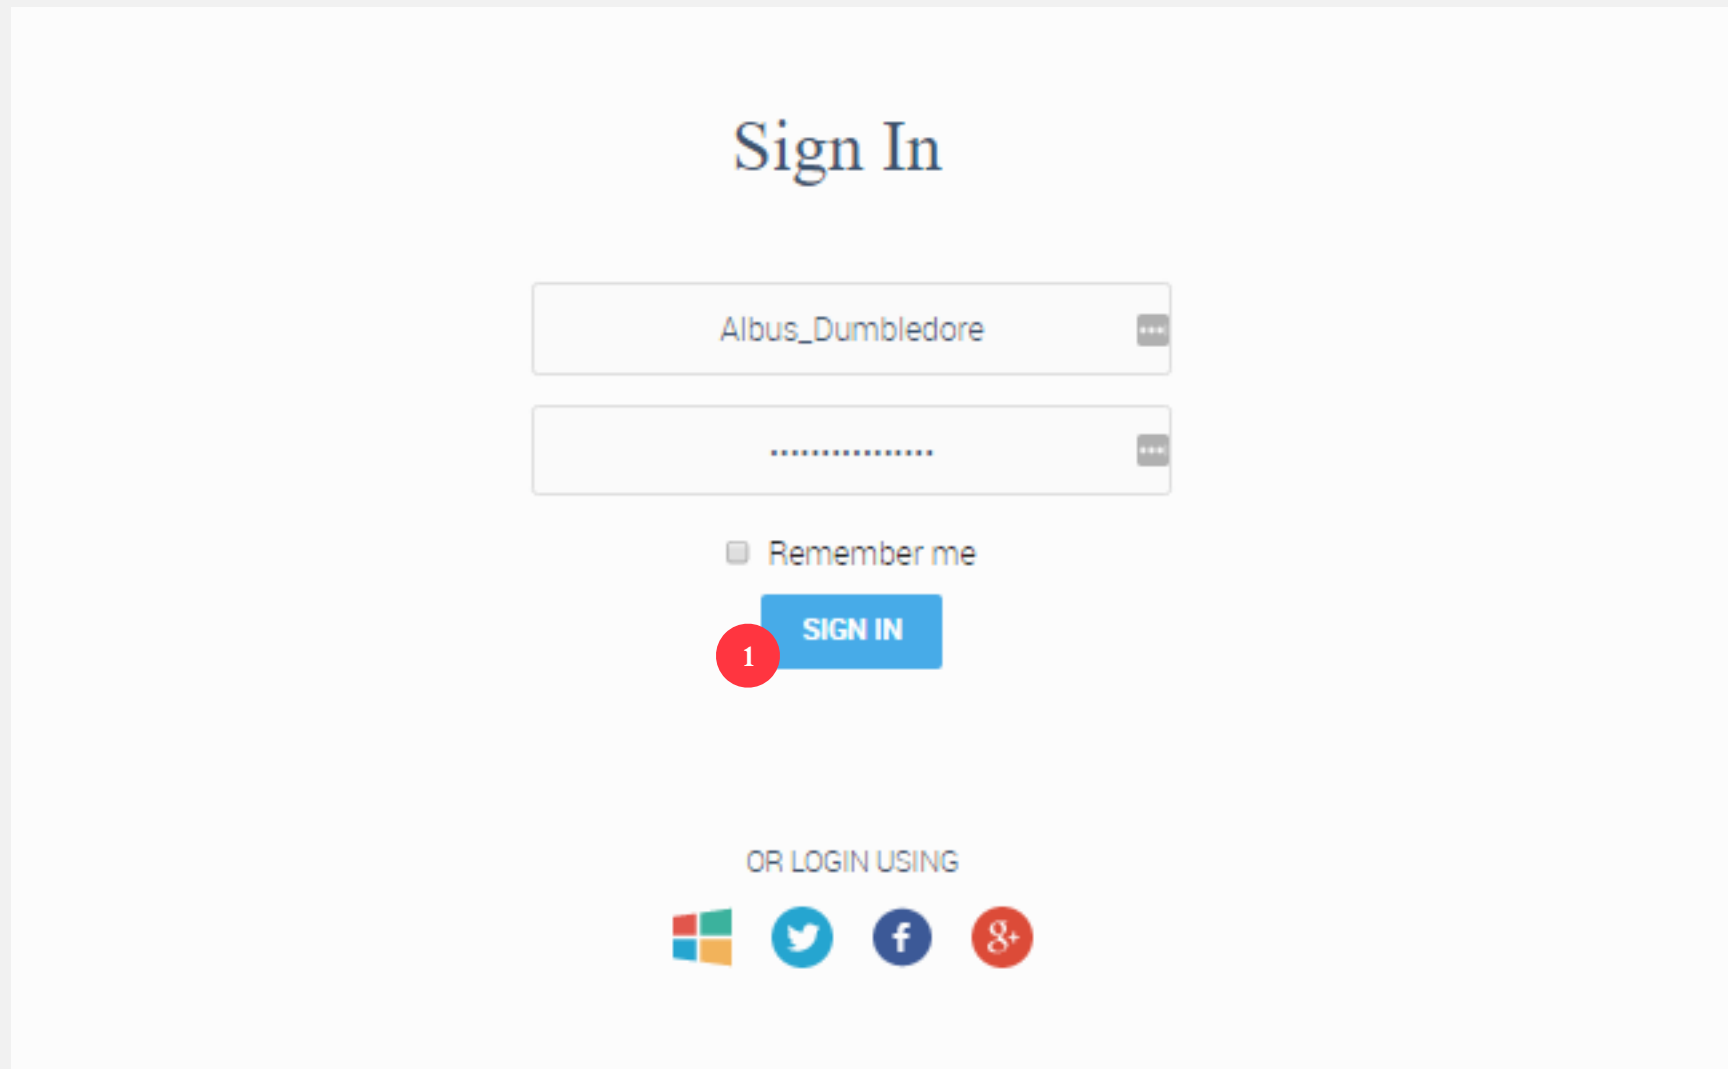 Sign In
Albus_Dumbledore
................
Remember me
SIGN IN
1
OR LOGIN USING
f
g+